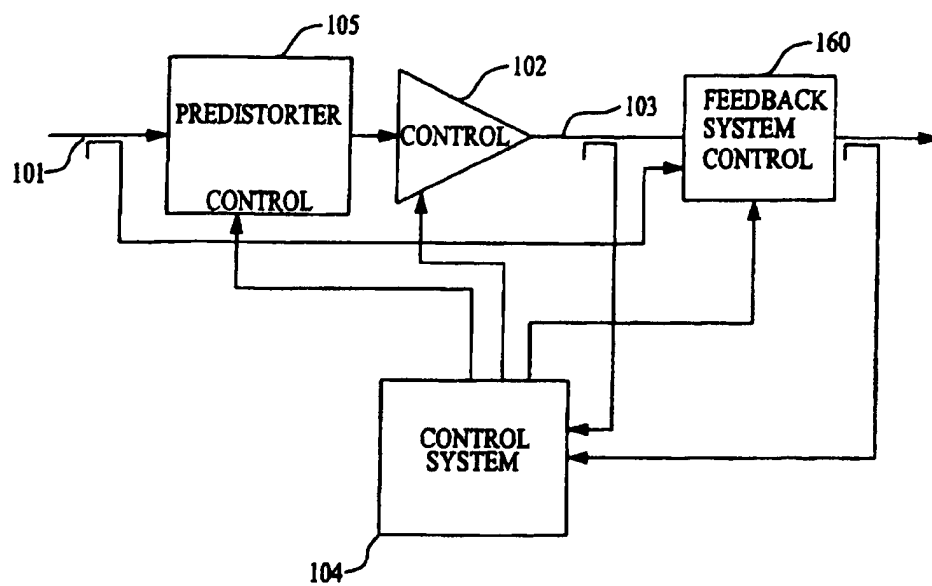 105
102
160
103
PREDISTORTER
CONTROL
FEEDBACK
SYSTEM
CONTROL
101
CONTROL
CONTROL
SYSTEM
104